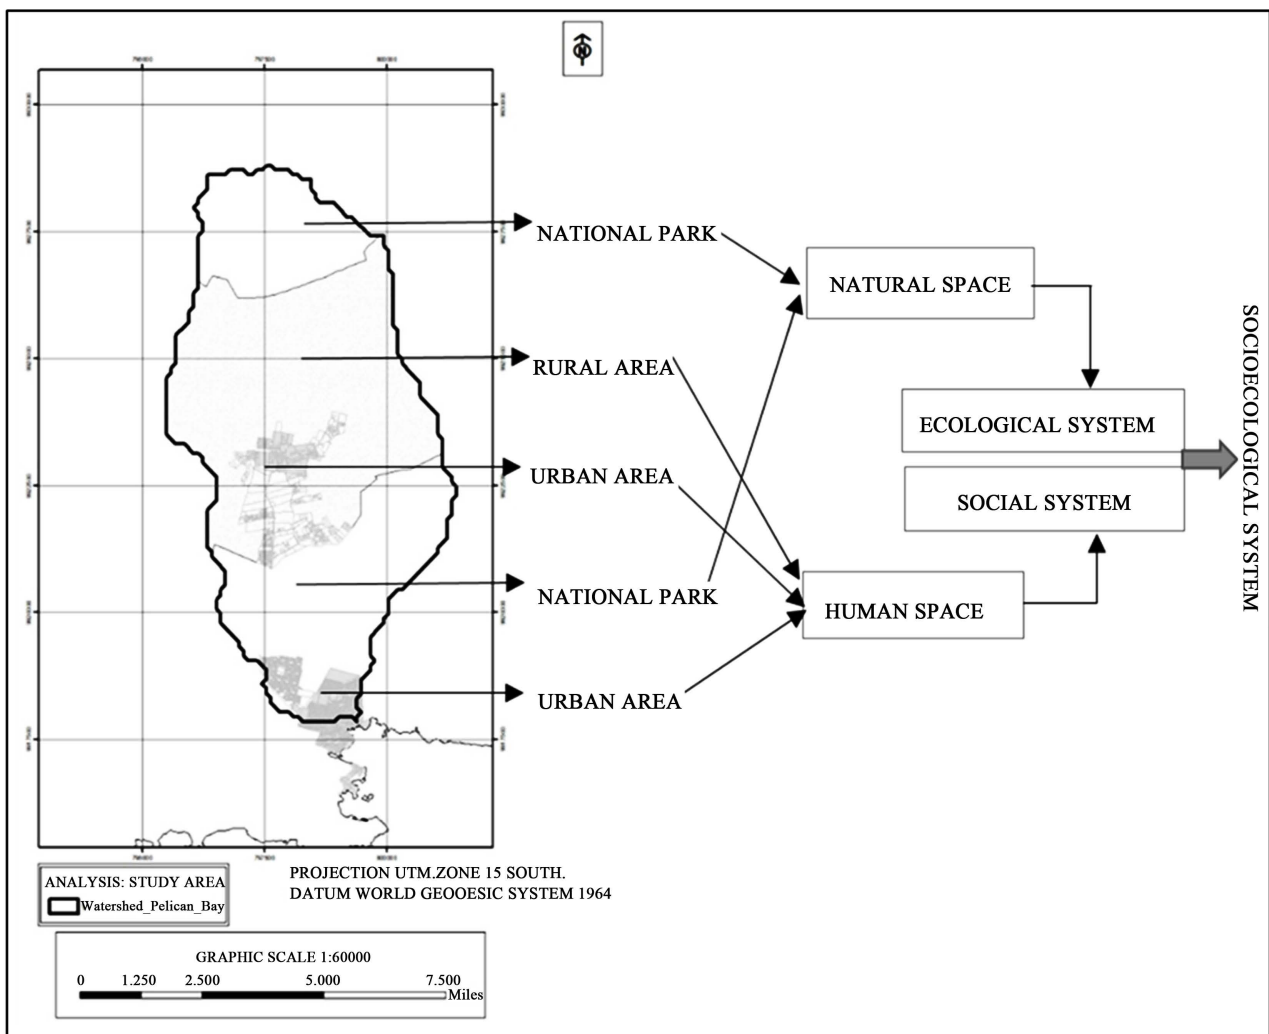 N
NATIONAL PARK
NATURAL SPACE
RURAL AREA
ECOLOGICAL SYSTEM
URBAN AREA
SOCIAL SYSTEM
SOCIOECOLOGICAL SYSTEM
NATIONAL PARK
HUMAN SPACE
URBAN AREA
ANALYSIS: STUDY AREA
Watershed_Pelican_Bay
PROJECTION UTM.ZONE 15 SOUTH.
DATUM WORLD GEOOESIC SYSTEM 1964
GRAPHIC SCALE 1:60000
0 1.250 2.500 5.000 7.500
Miles